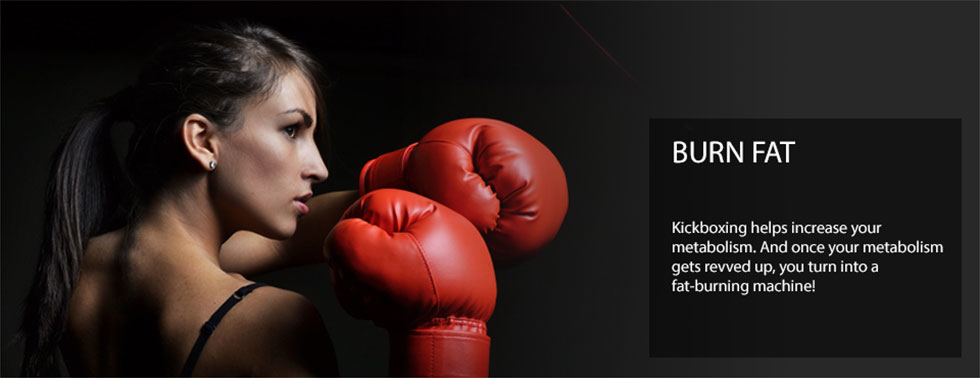 BURN FAT
Kickboxing helps increase your
metabolism. And once your metabolism
gets revved up, you turn into a
fat-burning machine!